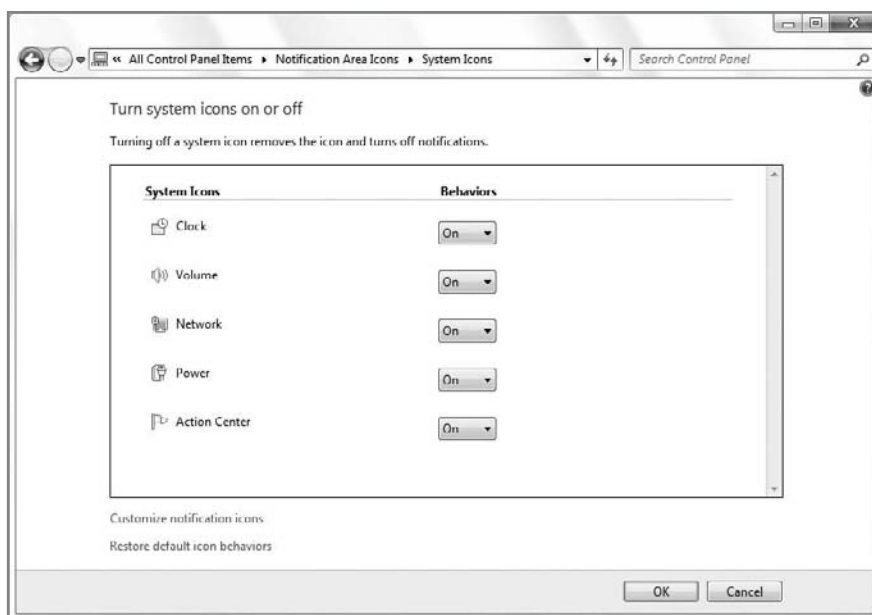 « All Control Panel Items ▸ Notification Area Icons ▸ System Icons
Search Control Panel
Turn system icons on or off
Turning off a system icon removes the icon and turns off notifications.
System Icons Behaviors
Clock On
Volume On
Network On
Power On
Action Center On
Customize notification icons
Restore default icon behaviors
OK Cancel